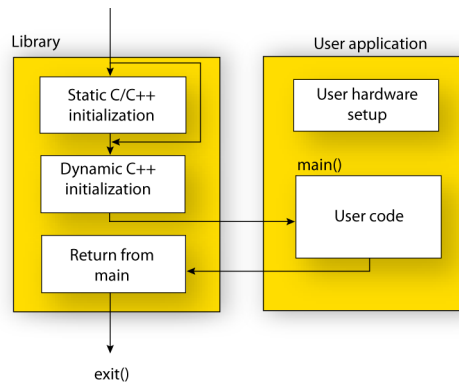 Library
User application
Static C/C++
initialization
User hardware
setup
Dynamic C++
initialization
main()
User code
Return from
main
exit()